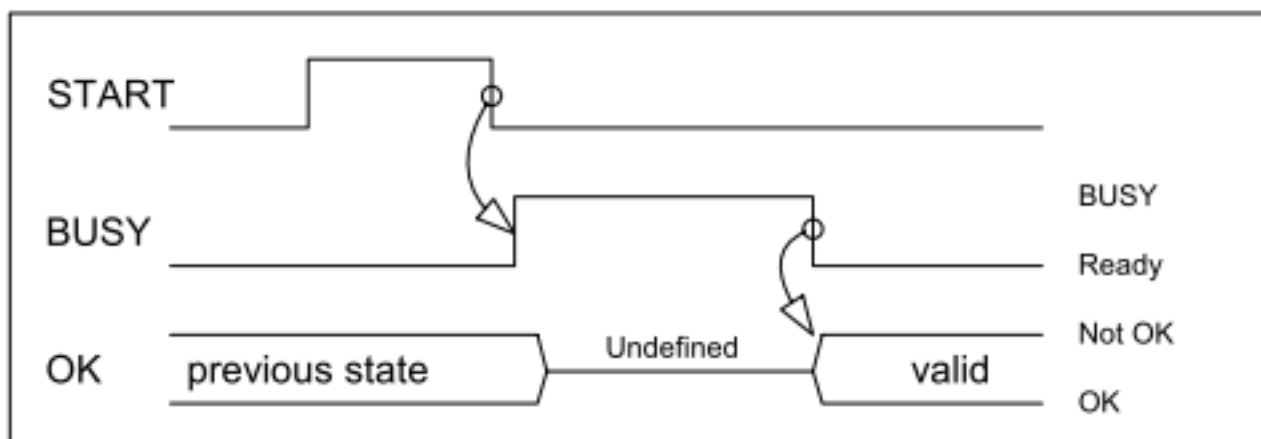 START
BUSY
BUSY
Ready
Not OK
Undefined
OK
previous state
valid
OK